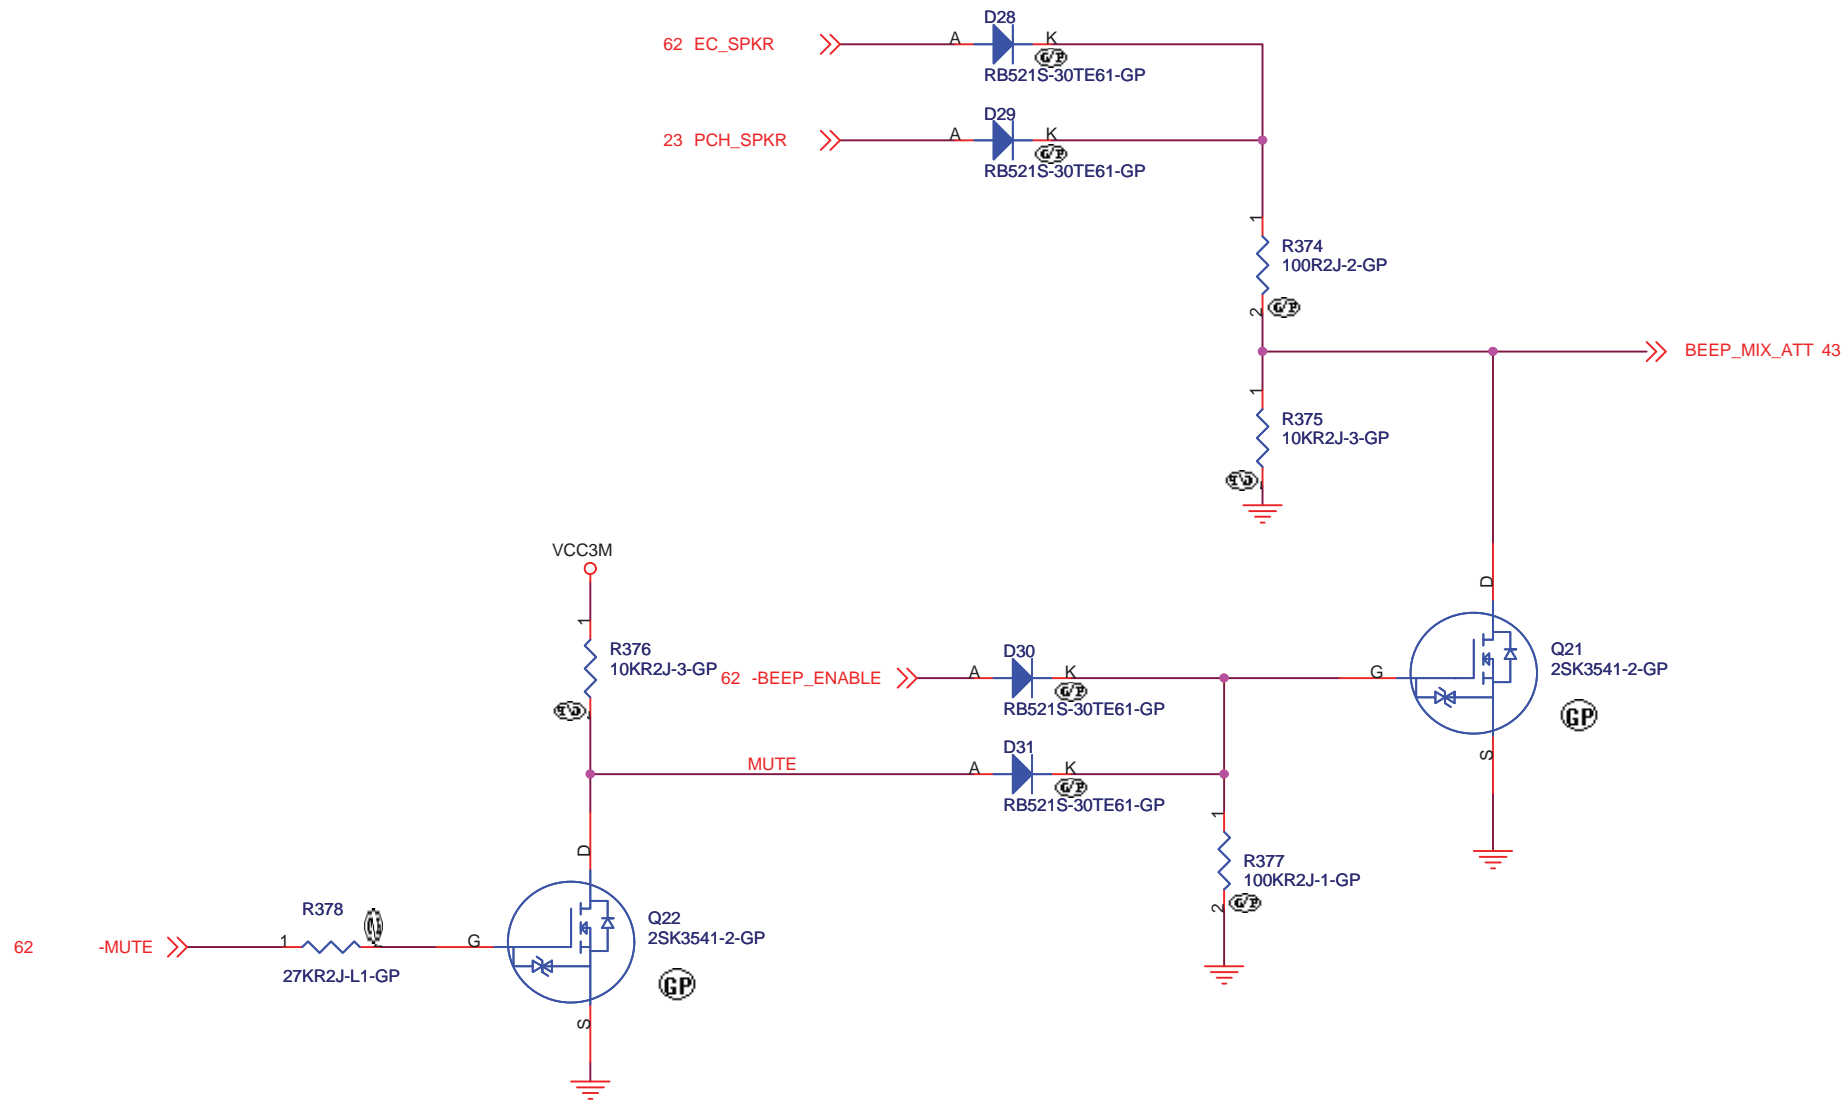 D28
62 EC_SPKR
A
K
G/P
RB521S-30TE61-GP
D29
23 PCH_SPKR
A
K
G/P
RB521S-30TE61-GP
1
R374
100R2J-2-GP
2
G/P
BEEP_MIX_ATT 43
1
R375
10KR2J-3-GP
G/P
VCC3M
1
R376
10KR2J-3-GP
G/P
62 -BEEP_ENABLE
D30
A
K
G/P
RB521S-30TE61-GP
D
G
Q21
2SK3541-2-GP
GP
S
MUTE
D31
A
K
G/P
RB521S-30TE61-GP
1
R377
100KR2J-1-GP
2
G/P
D
R378
62 -MUTE
1
27KR2J-L1-GP
G
Q22
2SK3541-2-GP
GP
S